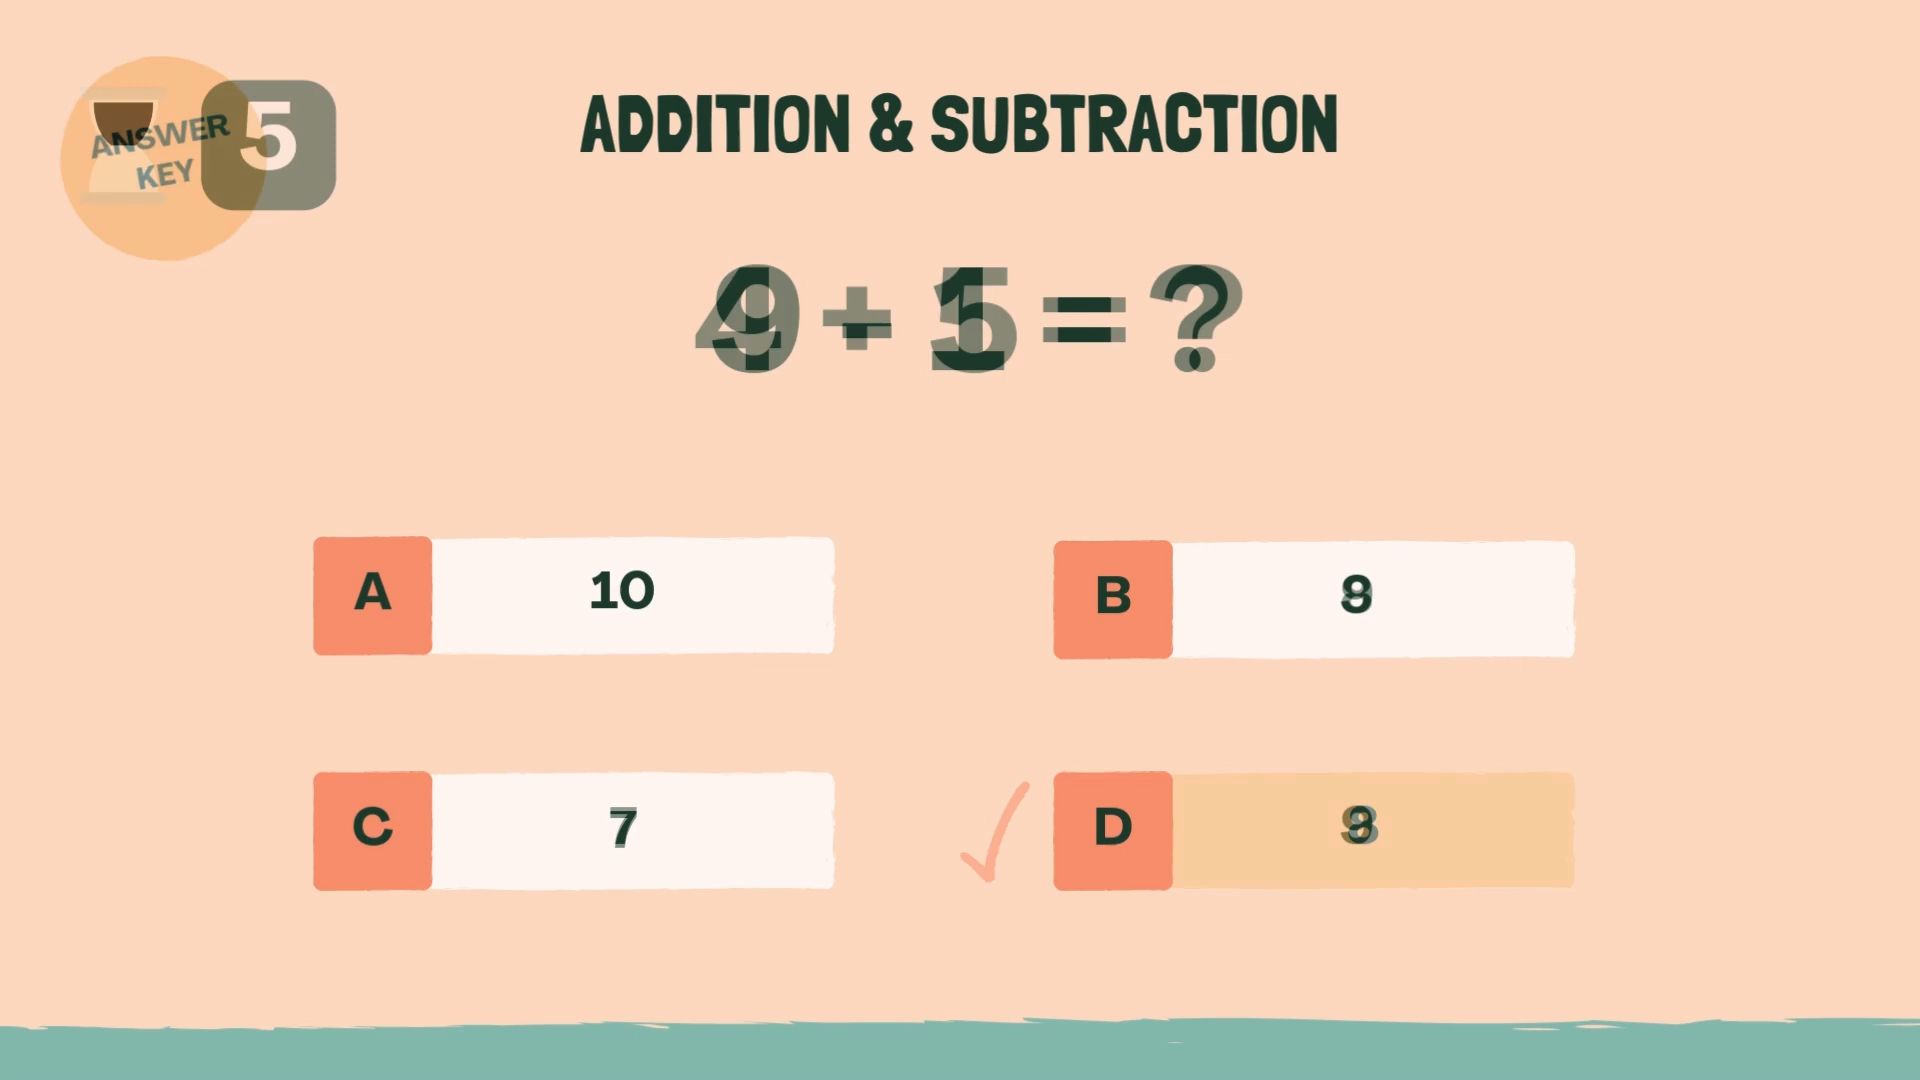 ANSWER
KEY
5
ADDITION & SUBTRACTION
= ?
A 10
B
C 7
D